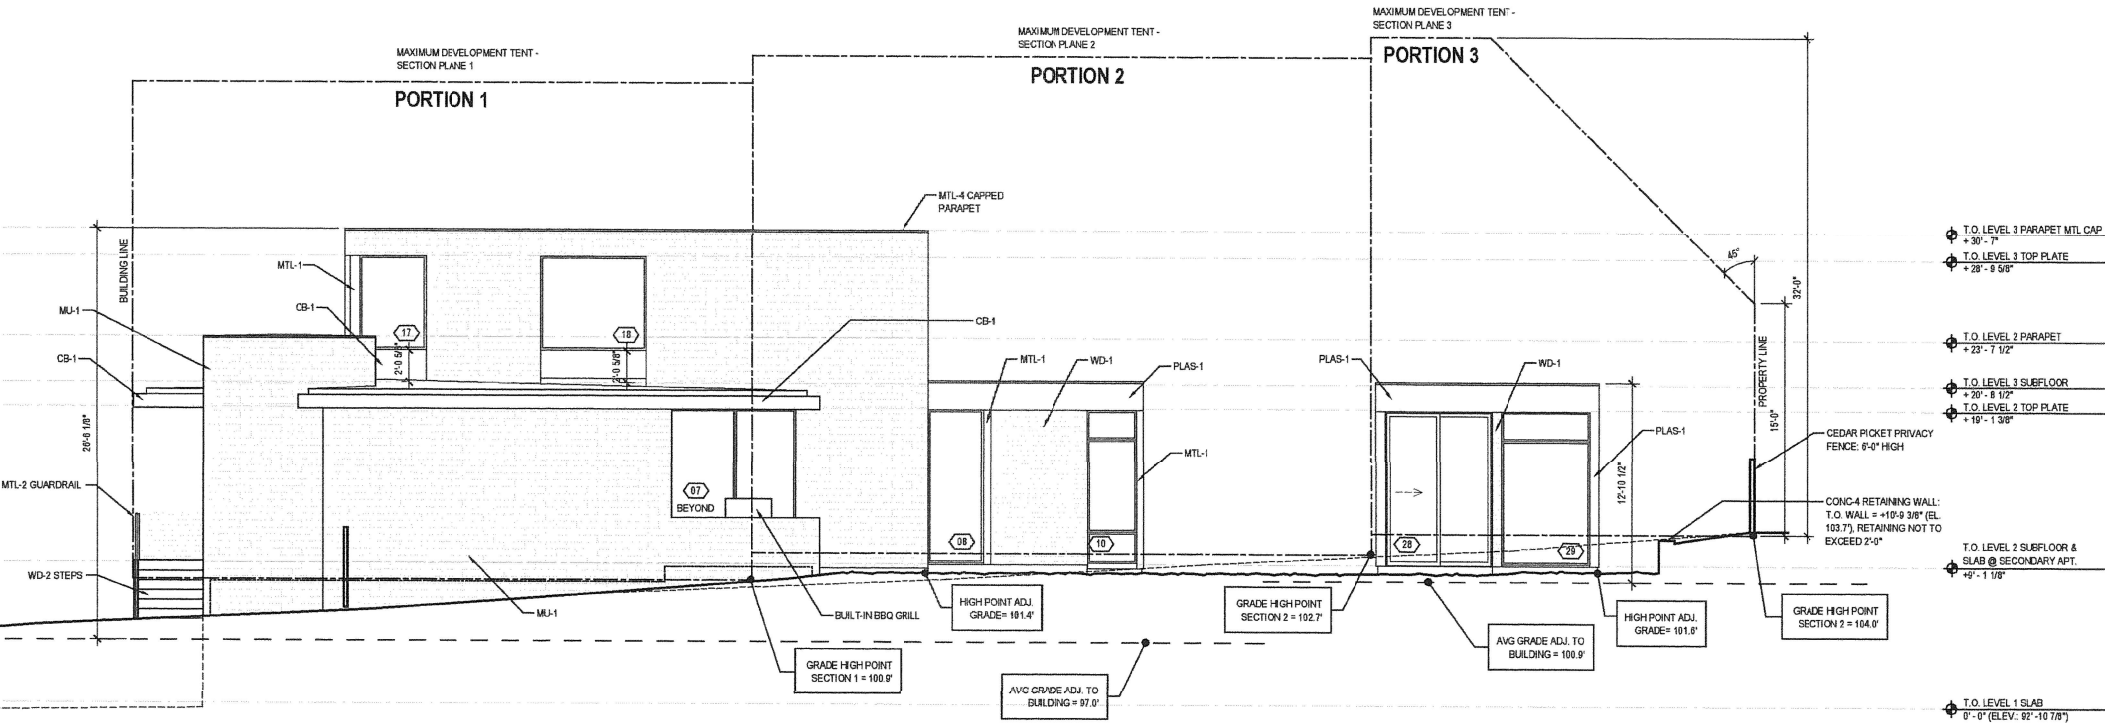 MAXIMUM DEVELOPMENT TENT -
SECTION PLANE 1
PORTION 1
MAXIMUM DEVELOPMENT TENT -
SECTION PLANE 2
PORTION 2
MAXIMUM DEVELOPMENT TENT -
SECTION PLANE 3
PORTION 3
MTL-4 CAPPED
PARAPET
BUILDING LINE
MTL-1
CB-1
MU-1
CB-1
17
18
2'-0 5/8"
2'-0 5/8"
CB-1
MTL-1
WD-1
PLAS-1
PLAS-1
WD-1
PLAS-1
MTL-1
26'-8 1/8"
MTL-2 GUARDRAIL
WD-2 STEPS
07
BEYOND
08
10
28
29
MU-1
BUILT-IN BBQ GRILL
12'-10 1/2"
45°
32'-0"
15'-0"
PROPERTY LINE
CEDAR PICKET PRIVACY
FENCE: 6'-0" HIGH
CONC-4 RETAINING WALL:
T.O. WALL = +10'-9 3/8" (EL.
103.7'), RETAINING NOT TO
EXCEED 2'-0"
GRADE HIGH POINT
SECTION 1 = 100.9'
HIGH POINT ADJ.
GRADE= 101.4'
AVG GRADE ADJ. TO
BUILDING = 97.0'
GRADE HIGH POINT
SECTION 2 = 102.7'
AVG GRADE ADJ. TO
BUILDING = 100.9'
HIGH POINT ADJ.
GRADE= 101.6'
GRADE HIGH POINT
SECTION 2 = 104.0'
T.O. LEVEL 3 PARAPET MTL CAP
+ 30' - 7"
T.O. LEVEL 3 TOP PLATE
+ 28' - 9 5/8"
T.O. LEVEL 2 PARAPET
+ 23' - 7 1/2"
T.O. LEVEL 3 SUBFLOOR
+ 20' - 8 1/2"
T.O. LEVEL 2 TOP PLATE
+ 19' - 1 3/8"
T.O. LEVEL 2 SUBFLOOR &
SLAB @ SECONDARY APT.
+9' - 1 1/8"
T.O. LEVEL 1 SLAB
0' - 0" (ELEV.: 92' -10 7/8")